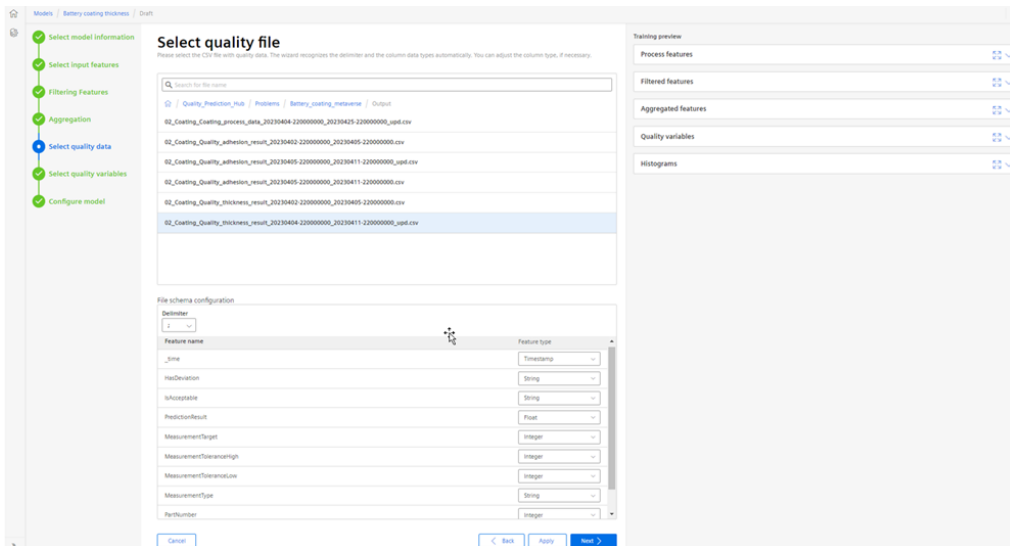 Models / Battery coating thickness / Draft
Select model information
Select input features
Filtering Features
Aggregation
Select quality data
Select quality variables
Configure model
Select quality file
Please select the CSV file with quality data. The wizard recognizes the delimiter and the column data types automatically. You can adjust the column type, if necessary.
Search for file name
/ Quality_Prediction_Hub / Problems / Battery_coating_metaverse / Output
02_Coating_Coating_process_data_20230404-220000000_20230425-220000000_upd.csv
02_Coating_Quality_adhesion_result_20230402-220000000_20230405-220000000.csv
02_Coating_Quality_adhesion_result_20230405-220000000_20230411-220000000_upd.csv
02_Coating_Quality_adhesion_result_20230405-220000000_20230411-220000000.csv
02_Coating_Quality_thickness_result_20230402-220000000_20230405-220000000.csv
02_Coating_Quality_thickness_result_20230404-220000000_20230411-220000000_upd.csv
File schema configuration
Delimiter
Feature name Feature type
_time Timestamp
HasDeviation String
IsAcceptable String
PredictionResult Float
MeasurementTarget Integer
MeasurementToleranceHigh Integer
MeasurementToleranceLow Integer
MeasurementType String
PartNumber Integer
Cancel Back Apply Next
Training preview
Process features
Filtered features
Aggregated features
Quality variables
Histograms